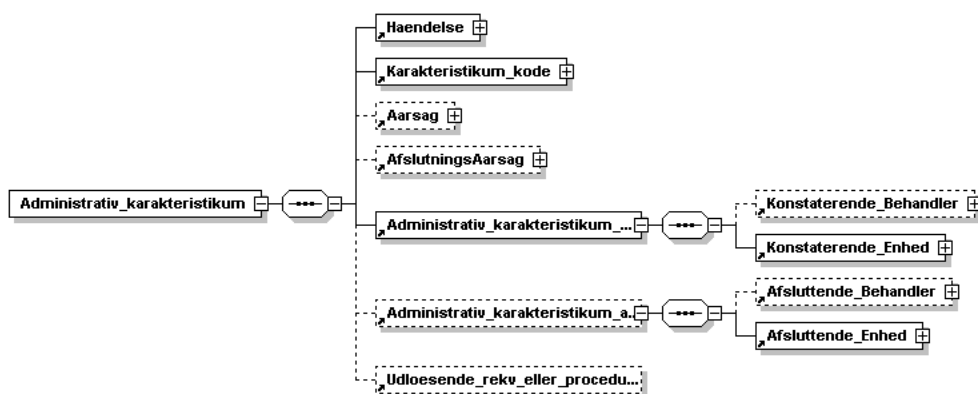 Haendelse
Karakteristikum_kode
Aarsag
AfslutningsAarsag
Administrativ_karakteristikum
Administrativ_karakteristikum_...
Konstaterende_Behandler
Konstaterende_Enhed
Administrativ_karakteristikum_a...
Afsluttende_Behandler
Afsluttende_Enhed
Udloesende_rekv_eller_procedu...